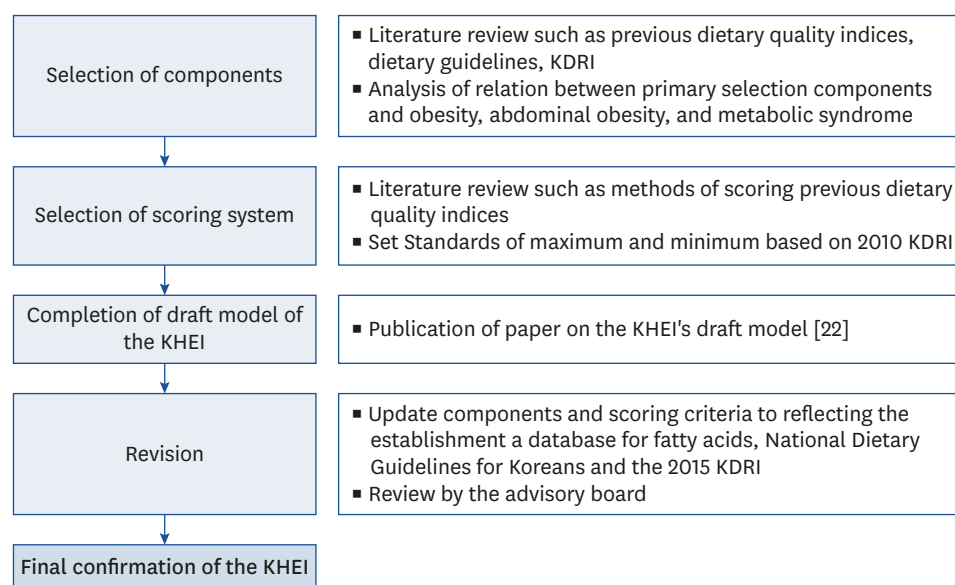 Selection of components
▪ Literature review such as previous dietary quality indices,
dietary guidelines, KDRI
▪ Analysis of relation between primary selection components
and obesity, abdominal obesity, and metabolic syndrome
Selection of scoring system
▪ Literature review such as methods of scoring previous dietary
quality indices
▪ Set Standards of maximum and minimum based on 2010 KDRI
Completion of draft model of
the KHEI
▪ Publication of paper on the KHEI's draft model [22]
Revision
▪ Update components and scoring criteria to reflecting the
establishment a database for fatty acids, National Dietary
Guidelines for Koreans and the 2015 KDRI
▪ Review by the advisory board
Final confirmation of the KHEI